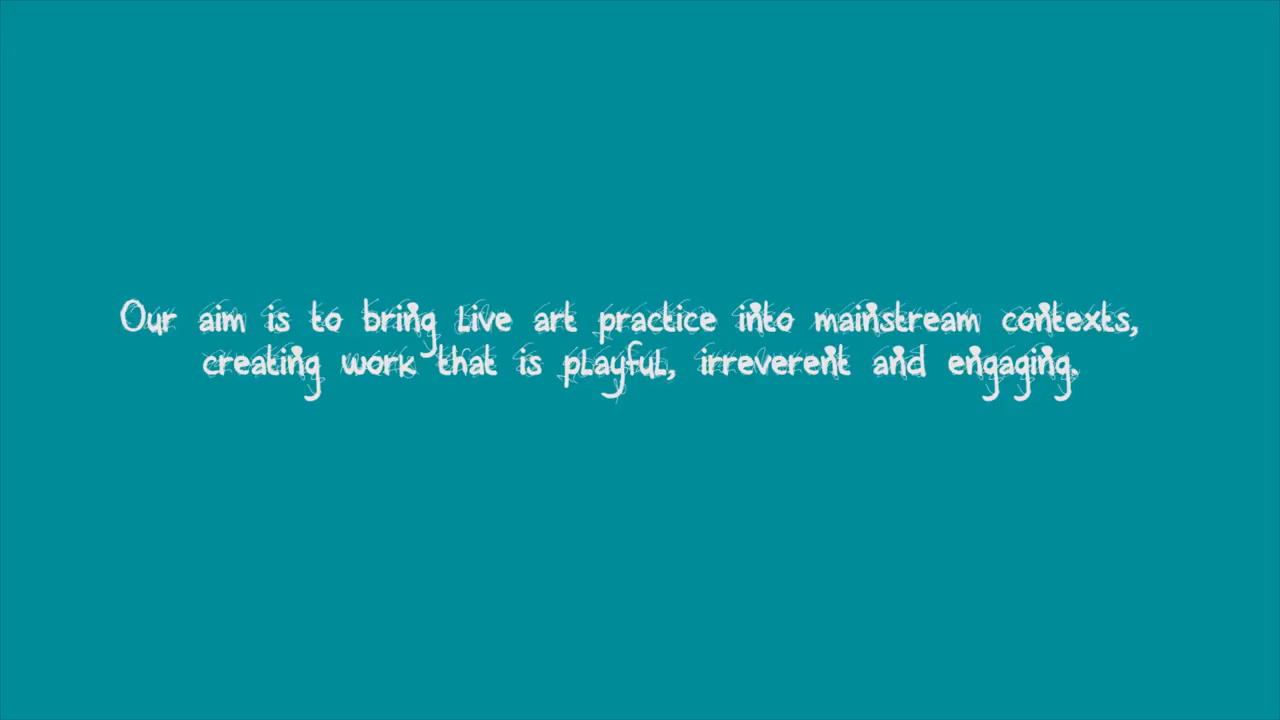 Our aim is to bring live art practice into mainstream contexts,
creating work that is playful, irreverent and engaging.